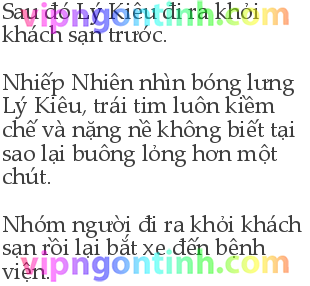 Sau đó Lý Kiêu đi ra khỏi
khách sạn trước.
Nhiếp Nhiên nhìn bóng lưng
Lý Kiêu, trái tim luôn kiềm
chế và nặng nề không biết tại
sao lại buông lỏng hơn một
chút.
Nhóm người đi ra khỏi khách
sạn rồi lại bắt xe đến bệnh
viện.
vipngontinh.com
vipngontinh.com